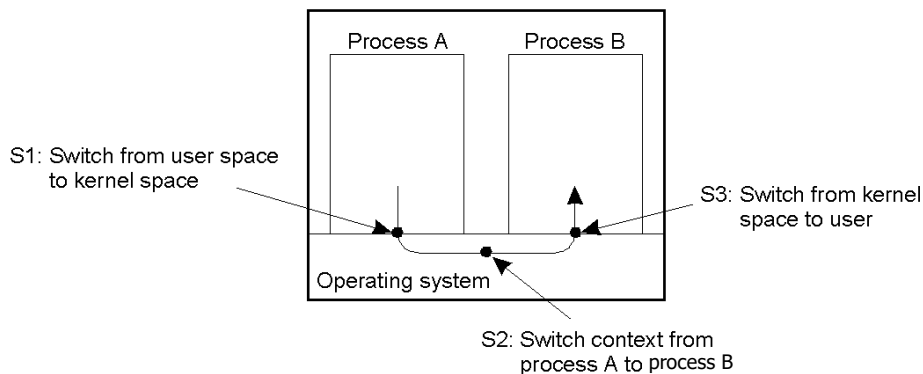 Process A
Process B
S1: Switch from user space
to kernel space
S3: Switch from kernel
space to user
Operating system
S2: Switch context from
process A to process B